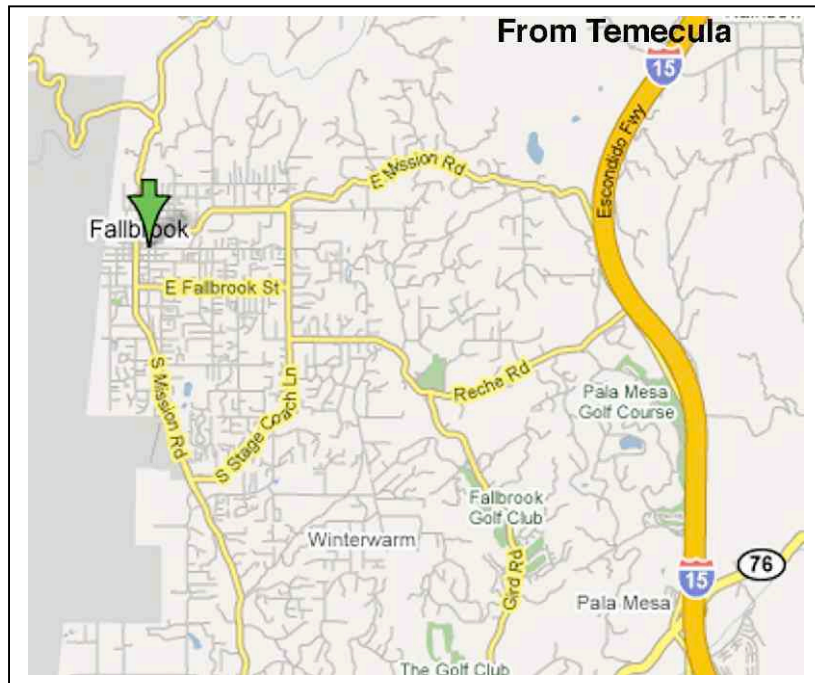 From Temecula
15
Escondido Fwy
E Mission Rd
Fallbrook
E Fallbrook St
S Mission Rd
S Stage Coach Ln
Reche Rd
Pala Mesa
Golf Course
Fallbrook
Golf Club
Winterwarm
Gird Rd
76
15
Pala Mesa
The Golf Club